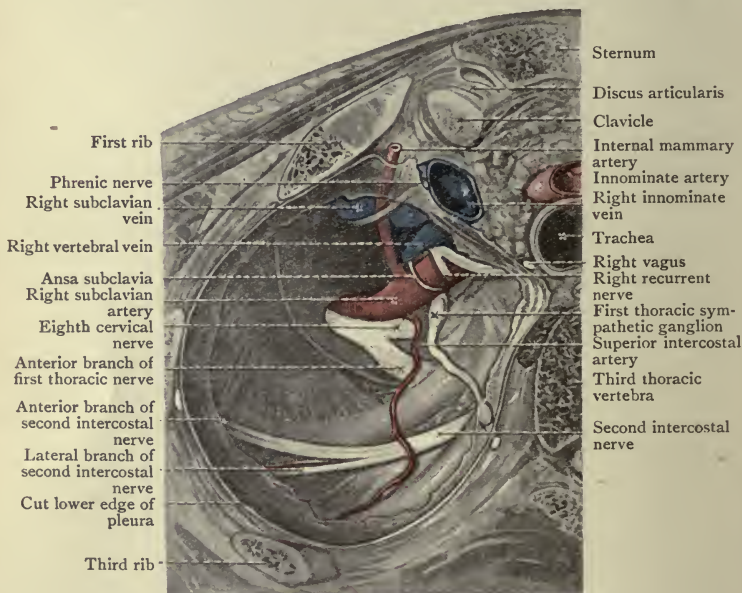 First rib
Phrenic nerve
Right subclavian
vein
Right vertebral vein
Ansa subclavia
Right subclavian
artery
Eighth cervical
nerve
Anterior branch of
first thoracic nerve
Anterior branch of
second intercostal
nerve
Lateral branch of
second intercostal
nerve
Cut lower edge of
pleura
Third rib
Sternum
Discus articularis
Clavicle
Internal mammary
artery
Innominate artery
Right innominate
vein
Trachea
Right vagus
Right recurrent
nerve
First thoracic sym-
pathetic ganglion
Superior intercostal
artery
Third thoracic
vertebra
Second intercostal
nerve